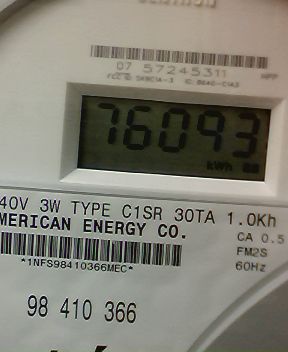 07 57245311
76093
kWh
40V 3W TYPE C1SR 30TA 1.0Kh
MERICAN ENERGY CO.
CA 0.5
FM2S
*1NFS98410366MEC*
60Hz
98 410 366